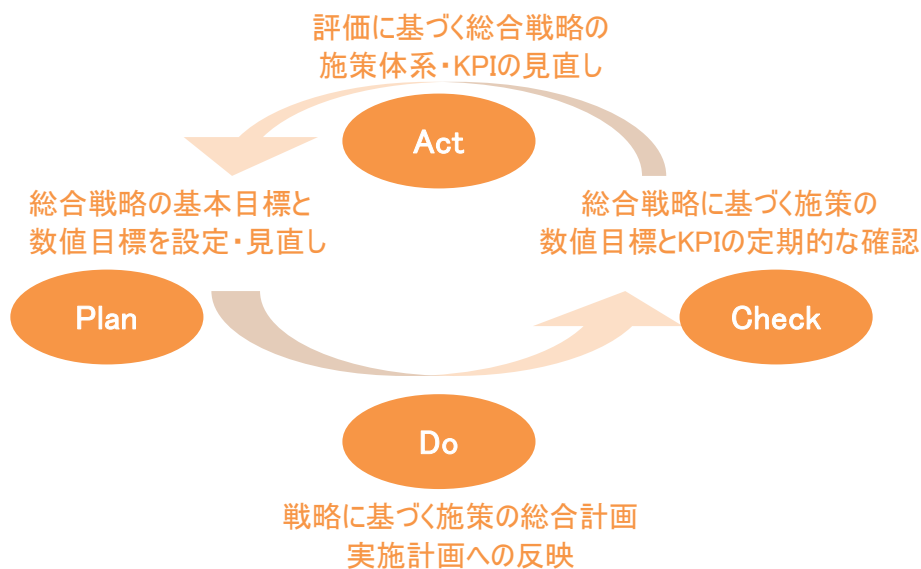 評価に基づく総合戦略の
施策体系・KPIの見直し
Act
総合戦略の基本目標と
数値目標を設定・見直し
Plan
総合戦略に基づく施策の
数値目標とKPIの定期的な確認
Check
Do
戦略に基づく施策の総合計画
実施計画への反映